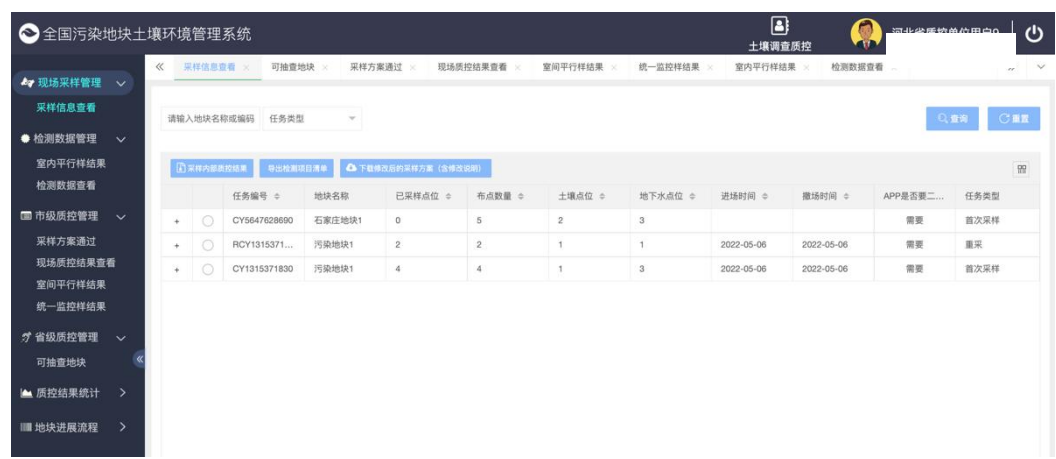 全国污染地块土壤环境管理系统
土壤调查质控
现场采样管理
采样信息查看
检测数据管理
室内平行样结果
检测数据查看
市级质控管理
采样方案通过
现场质控结果查看
室间平行样结果
统一监控样结果
省级质控管理
可抽查地块
质控结果统计
地块进展流程
采样信息查看 可抽查地块 采样方案通过 现场质控结果查看 室间平行样结果 统一监控样结果 室内平行样结果 检测数据查看
请输入地块名称或编码 任务类型 查询 重置
采样内部质控结果 导出检测项目清单 下载修改后的采样方案（含修改说明）
任务编号 地块名称 已采样点位 布点数量 土壤点位 地下水点位 进场时间 撤场时间 APP是否要二... 任务类型
+ CY5647628690 石家庄地块1 0 5 2 3 需要 首次采样
+ RCY1315371... 污染地块1 2 2 1 1 2022-05-06 2022-05-06 需要 重采
+ CY1315371830 污染地块1 4 4 1 3 2022-05-06 2022-05-06 需要 首次采样